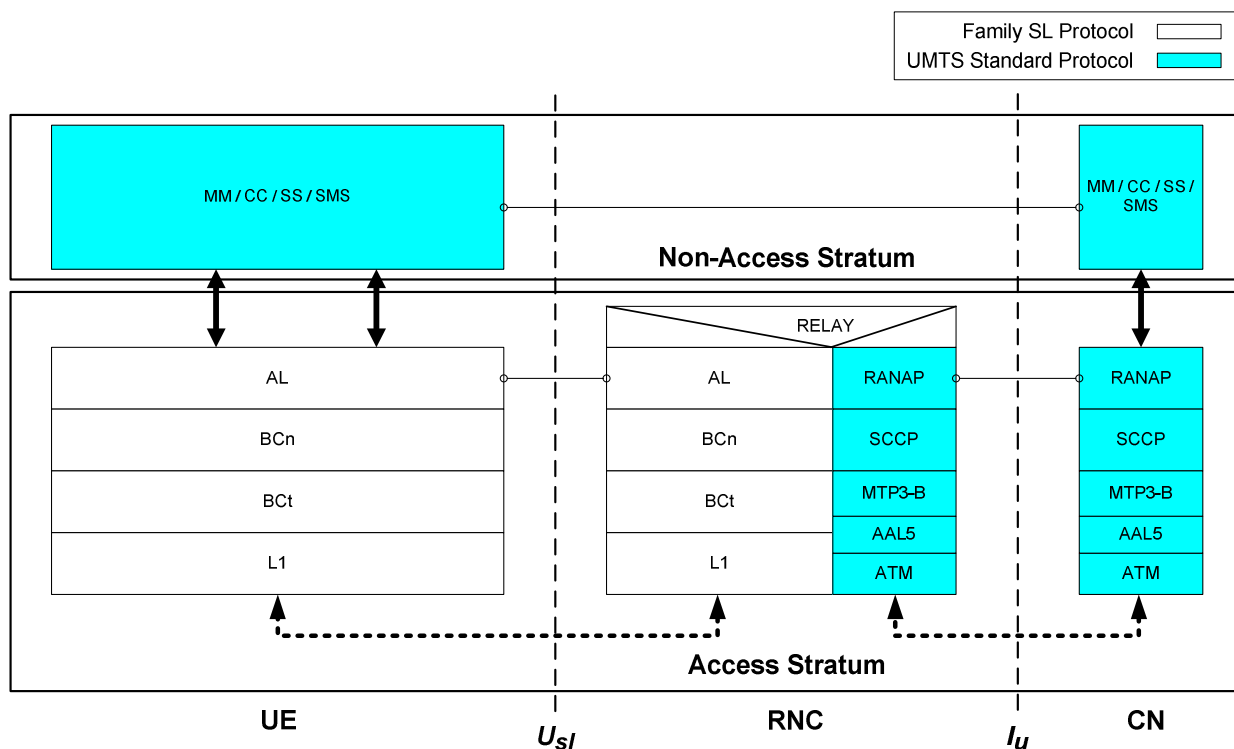 Family SL Protocol
UMTS Standard Protocol
MM / CC / SS / SMS
MM / CC / SS /
SMS
Non-Access Stratum
RELAY
AL
AL
RANAP
RANAP
BCn
BCn
SCCP
SCCP
BCt
BCt
MTP3-B
MTP3-B
AAL5
AAL5
L1
L1
ATM
ATM
Access Stratum
UE
Usl
RNC
Iu
CN